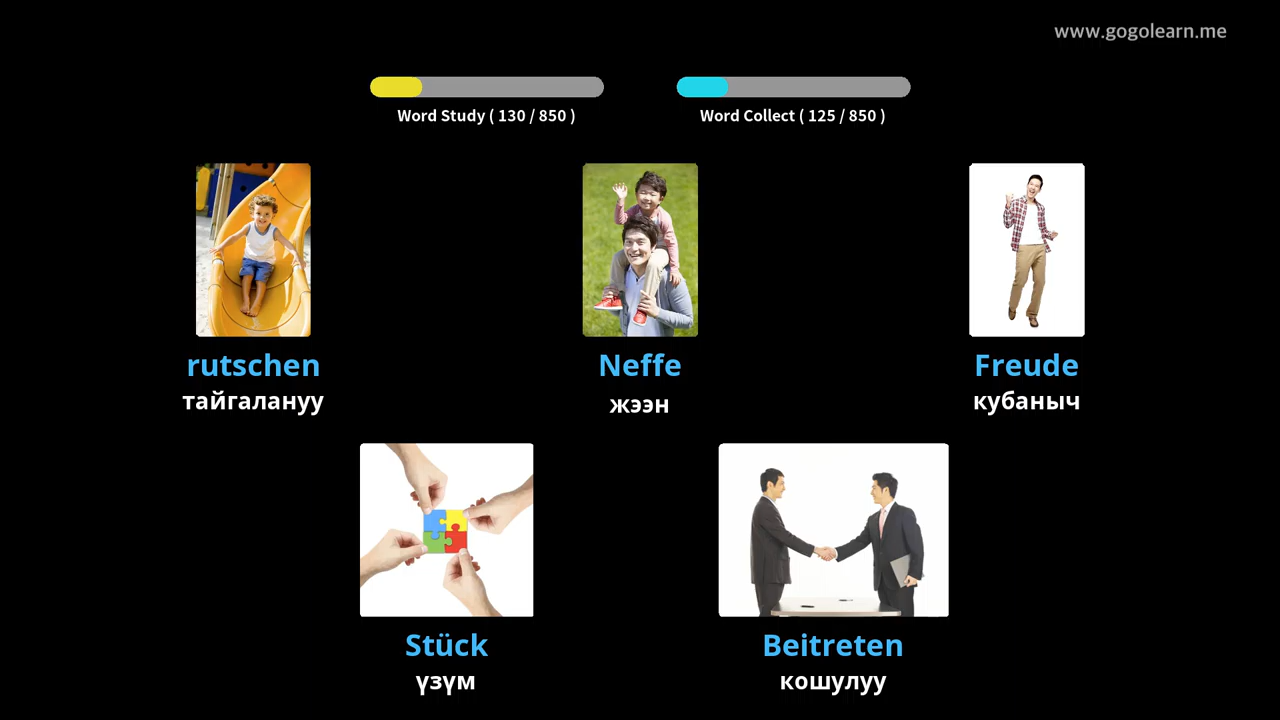 www.gogolearn.me
Word Study ( 130 / 850 )
Word Collect ( 125 / 850 )
rutschen
тайгалануу
Neffe
жээн
Freude
кубаныч
Stück
үзүм
Beitreten
кошулуу